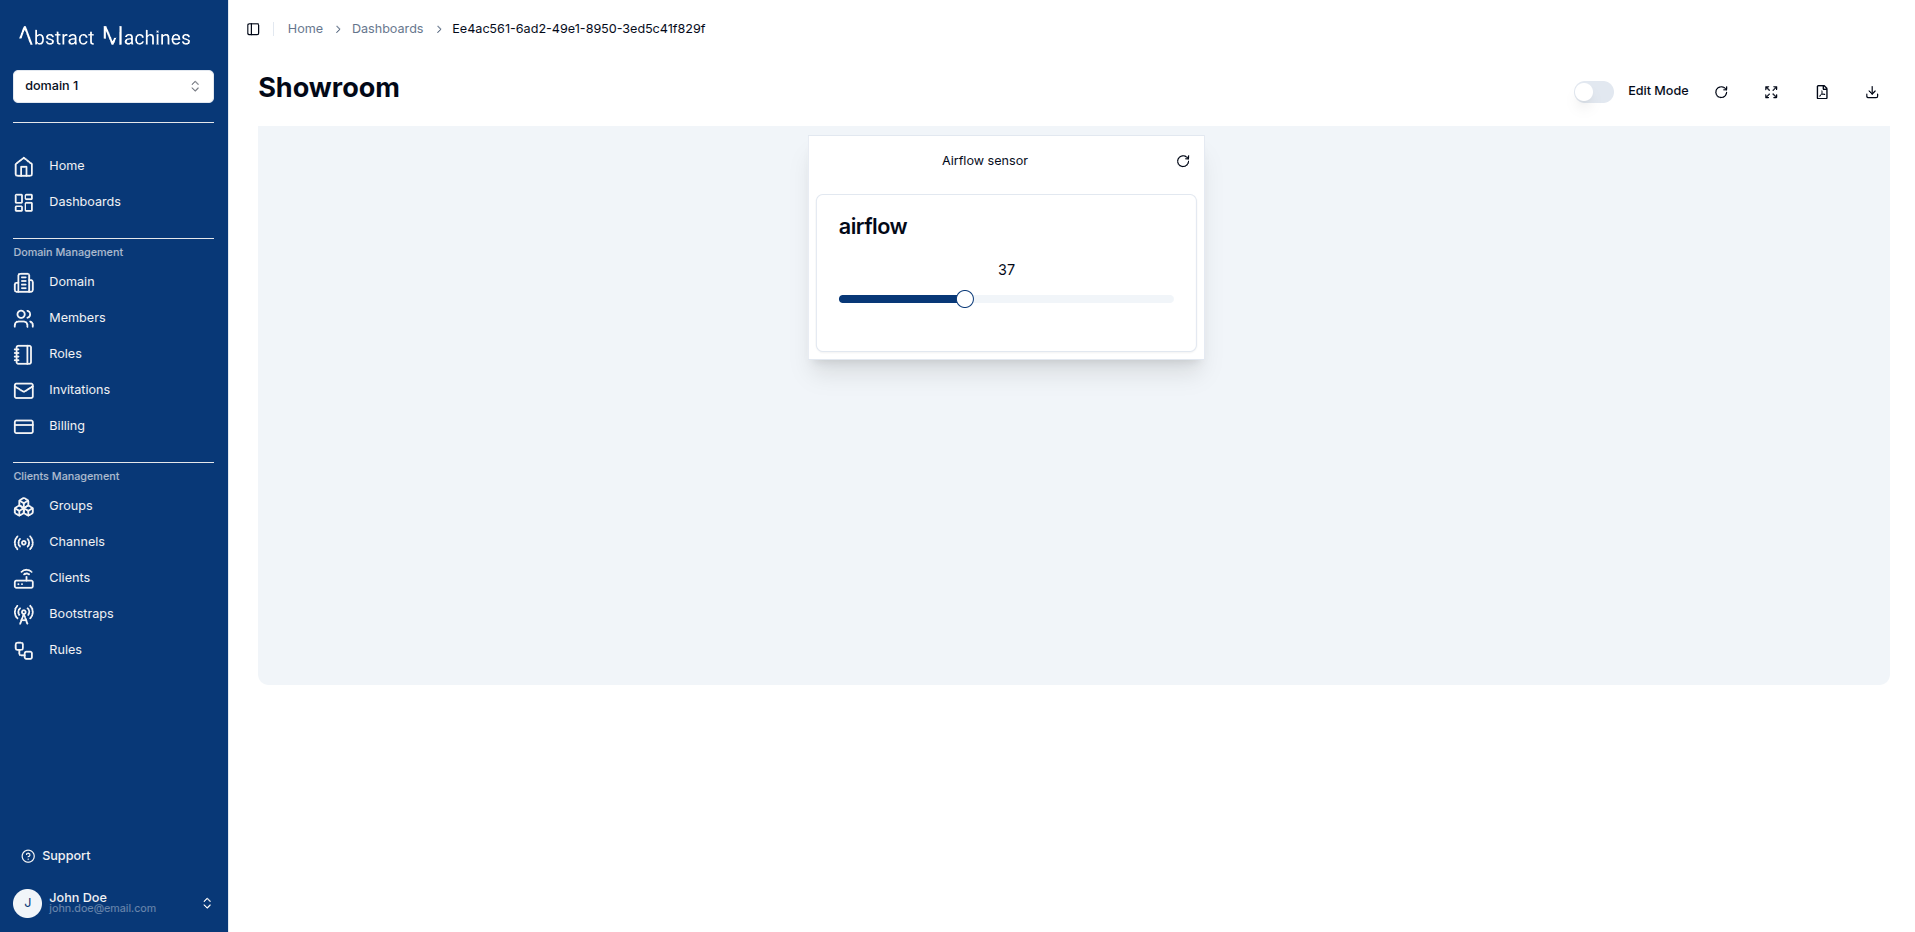 Abstract Machines
domain 1
Home
Dashboards
Domain Management
Domain
Members
Roles
Invitations
Billing
Clients Management
Groups
Channels
Clients
Bootstraps
Rules
Support
J
John Doe
john.doe@email.com
Home > Dashboards > Ee4ac561-6ad2-49e1-8950-3ed5c41f829f
Showroom
Edit Mode
Airflow sensor
airflow
37